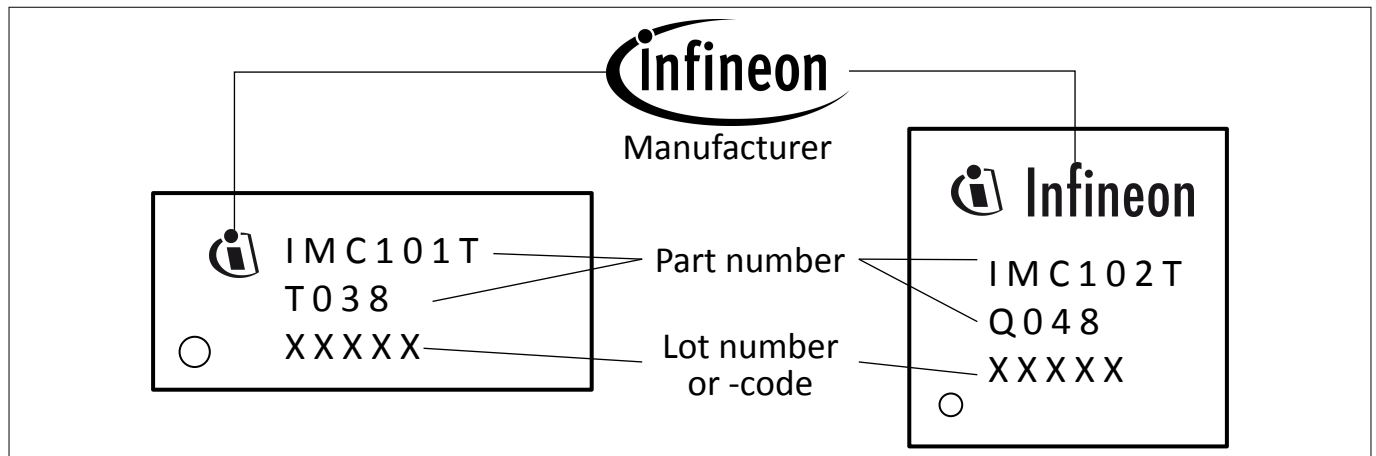 infineon
Manufacturer
Infineon
IMC101T
T038
XXXXX
Part number
Lot number
or -code
IMC102T
Q048
XXXXX